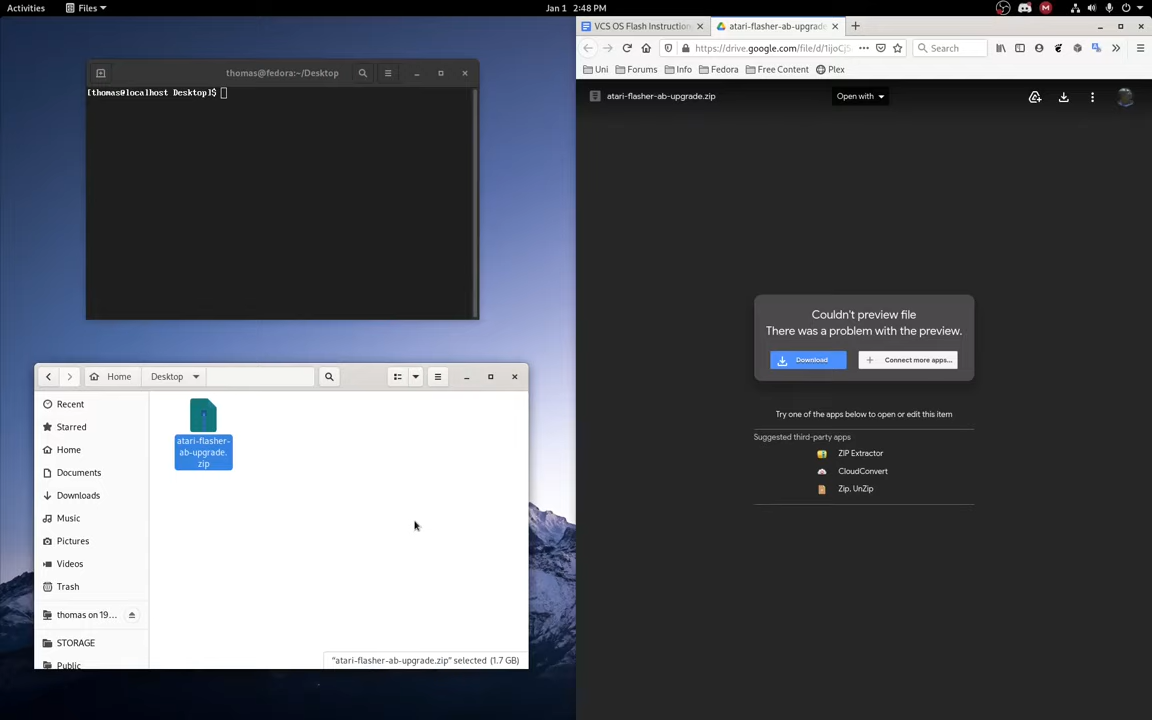 Activities
Files
Jan 1 2:48 PM
thomas@fedora:~/Desktop
[thomas@localhost Desktop]$
Home
Desktop
Recent
Starred
Home
Documents
Downloads
Music
Pictures
Videos
Trash
thomas on 19...
STORAGE
Public
atari-flasher-
ab-upgrade.
zip
"atari-flasher-ab-upgrade.zip" selected (1.7 GB)
VCS OS Flash Instruction
atari-flasher-ab-upgrade
https://drive.google.com/file/d/1ijoCj5
Search
Uni
Forums
Info
Fedora
Free Content
Plex
atari-flasher-ab-upgrade.zip
Open with
Couldn't preview file
There was a problem with the preview.
Download
Connect more apps...
Try one of the apps below to open or edit this item
Suggested third-party apps
ZIP Extractor
CloudConvert
Zip, UnZip